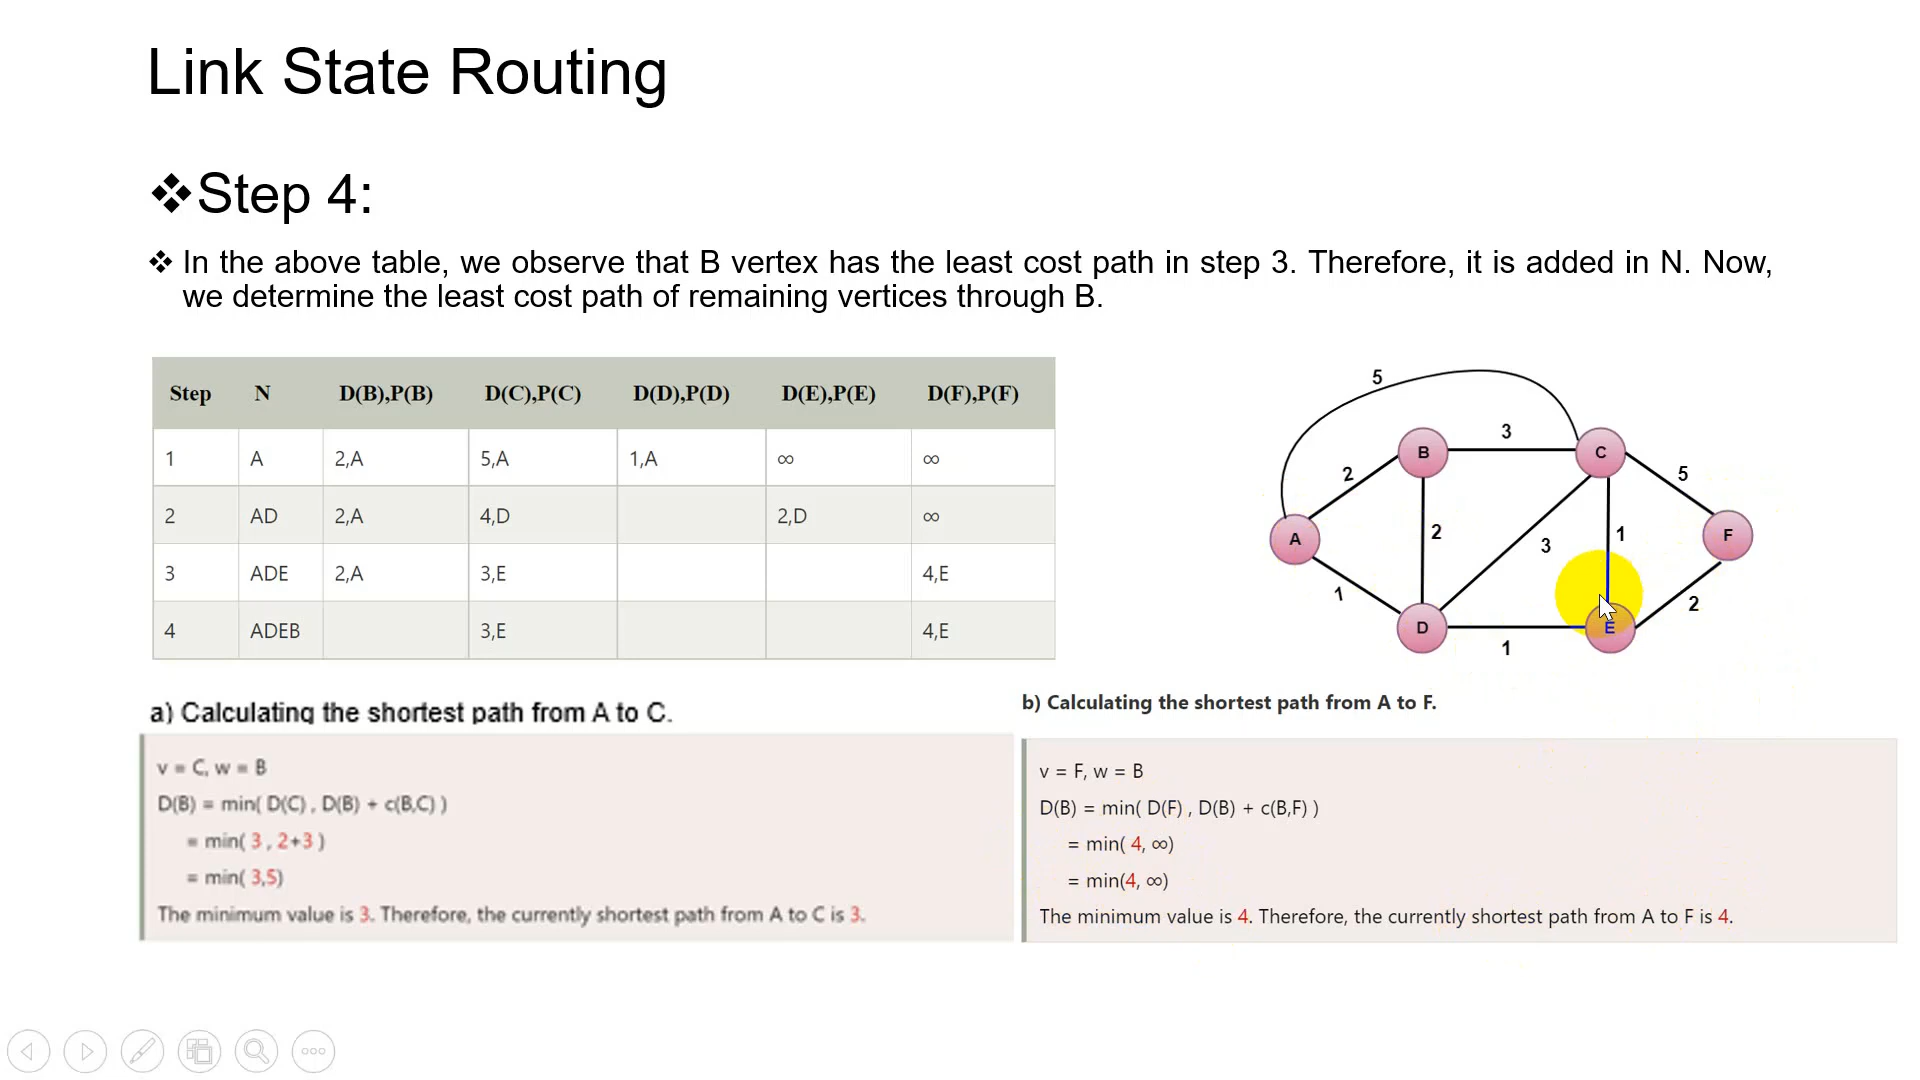 Link State Routing
❖Step 4:
❖ In the above table, we observe that B vertex has the least cost path in step 3. Therefore, it is added in N. Now,
we determine the least cost path of remaining vertices through B.
Step N D(B),P(B) D(C),P(C) D(D),P(D) D(E),P(E) D(F),P(F)
1 A 2,A 5,A 1,A ∞ ∞
2 AD 2,A 4,D 2,D ∞
3 ADE 2,A 3,E 4,E
4 ADEB 3,E 4,E
5
3
B
C
2
5
A
2
3
1
F
1
2
D
E
1
a) Calculating the shortest path from A to C.
v = C, w = B
D(B) = min( D(C) , D(B) + c(B,C) )
= min( 3 , 2+3 )
= min( 3,5)
The minimum value is 3. Therefore, the currently shortest path from A to C is 3.
b) Calculating the shortest path from A to F.
v = F, w = B
D(B) = min( D(F) , D(B) + c(B,F) )
= min( 4, ∞)
= min(4, ∞)
The minimum value is 4. Therefore, the currently shortest path from A to F is 4.